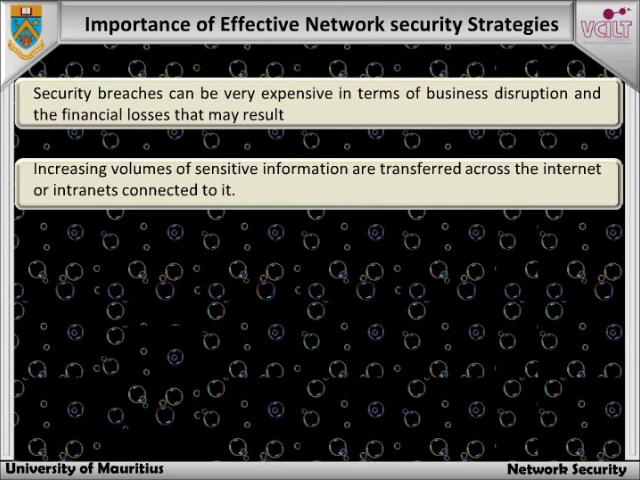 Importance of Effective Network security Strategies
VCILT
Security breaches can be very expensive in terms of business disruption and
the financial losses that may result
Increasing volumes of sensitive information are transferred across the internet
or intranets connected to it.
University of Mauritius
Network Security